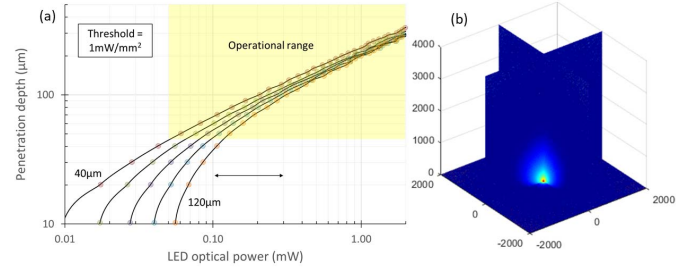 (a)
Threshold =
1mW/mm²
Operational range
Penetration depth (µm)
100
10
40µm
120µm
0.01
0.10
1.00
LED optical power (mW)
(b)
4000
3000
2000
1000
0
2000
0
-2000
-2000
0
2000